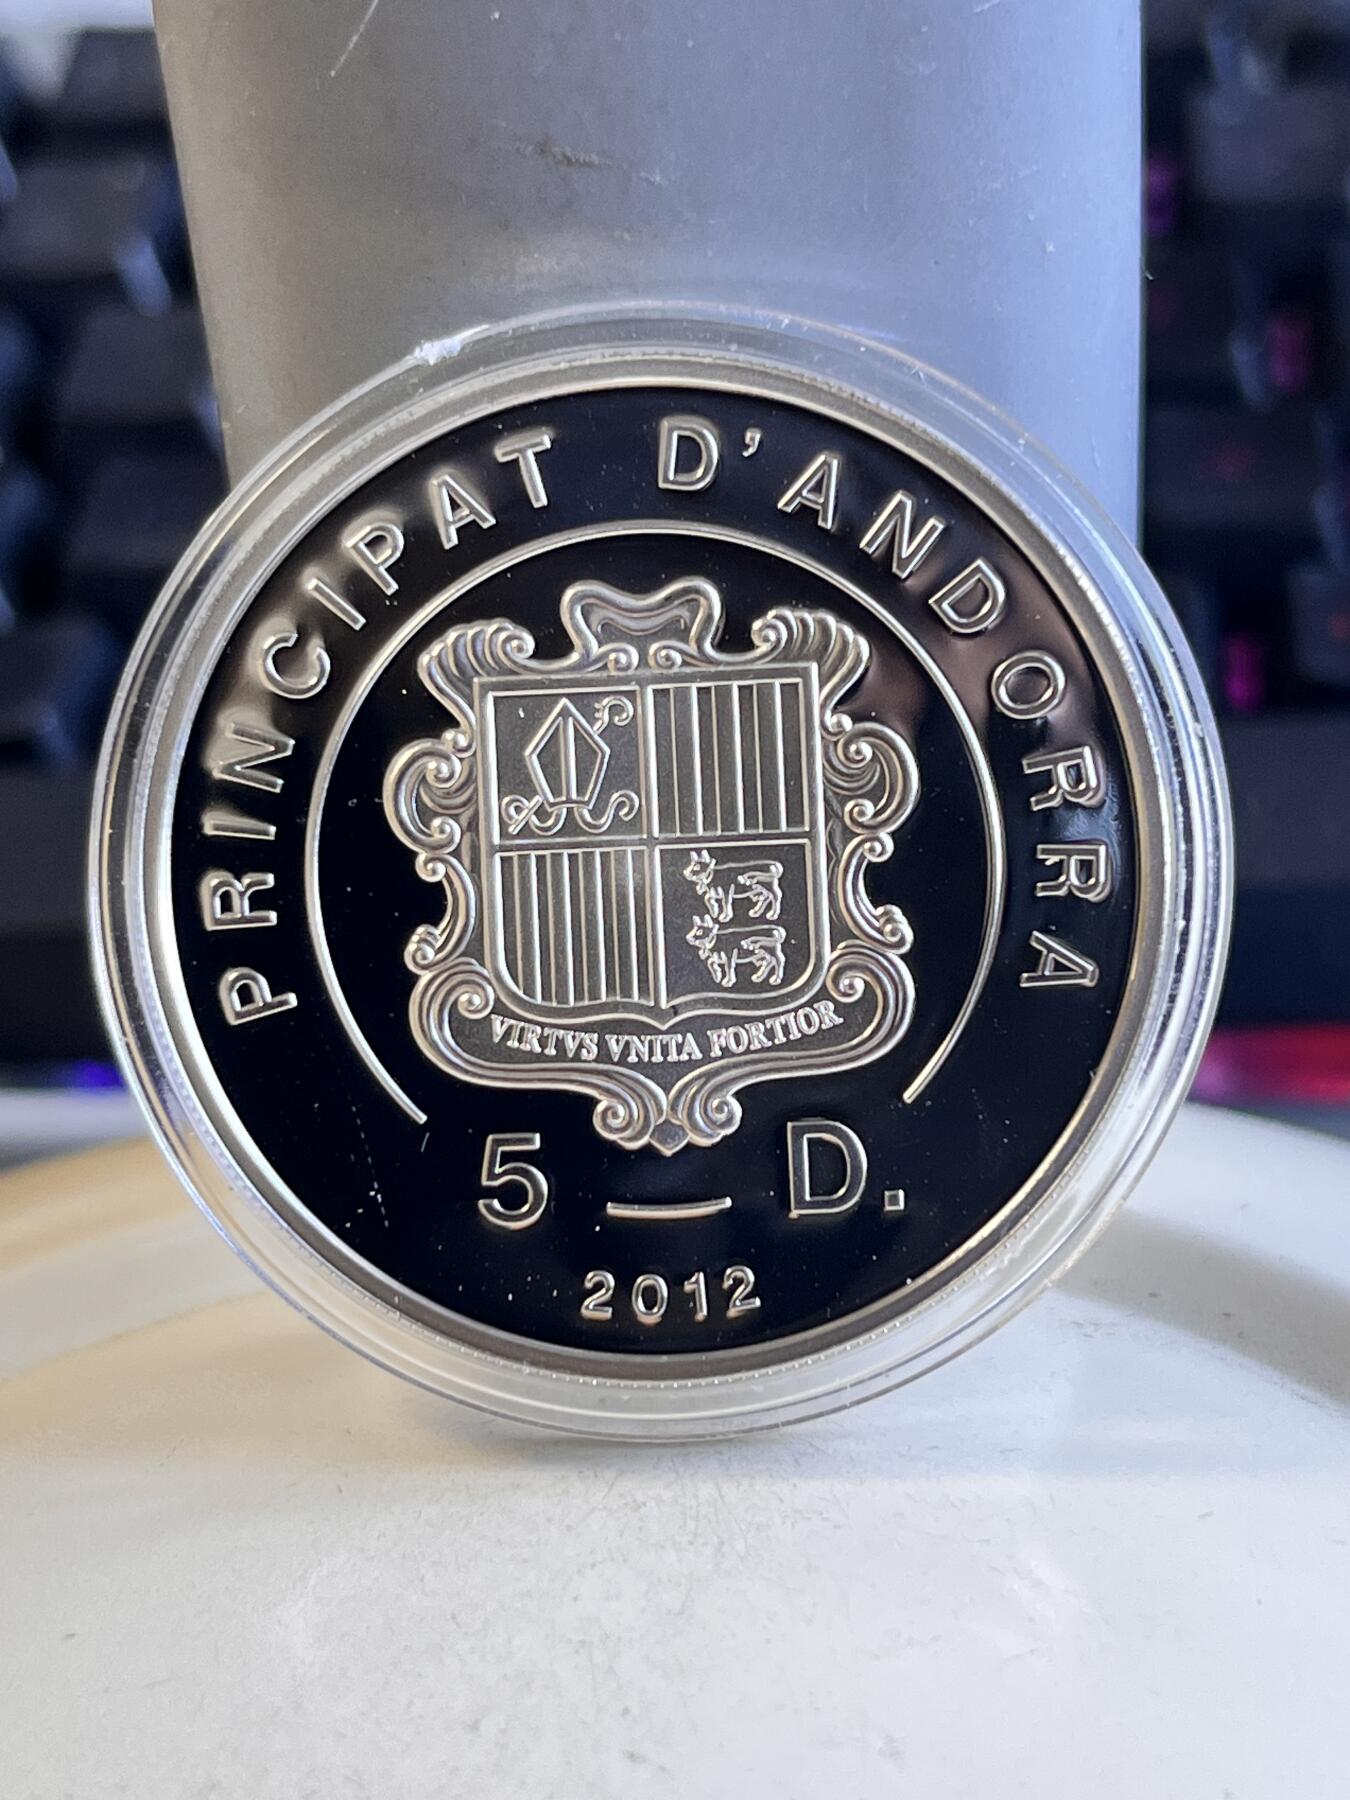 PRINCIPAT D'ANDORRA
VIRTVS VNITA FORTIOR
5 — D.
2012